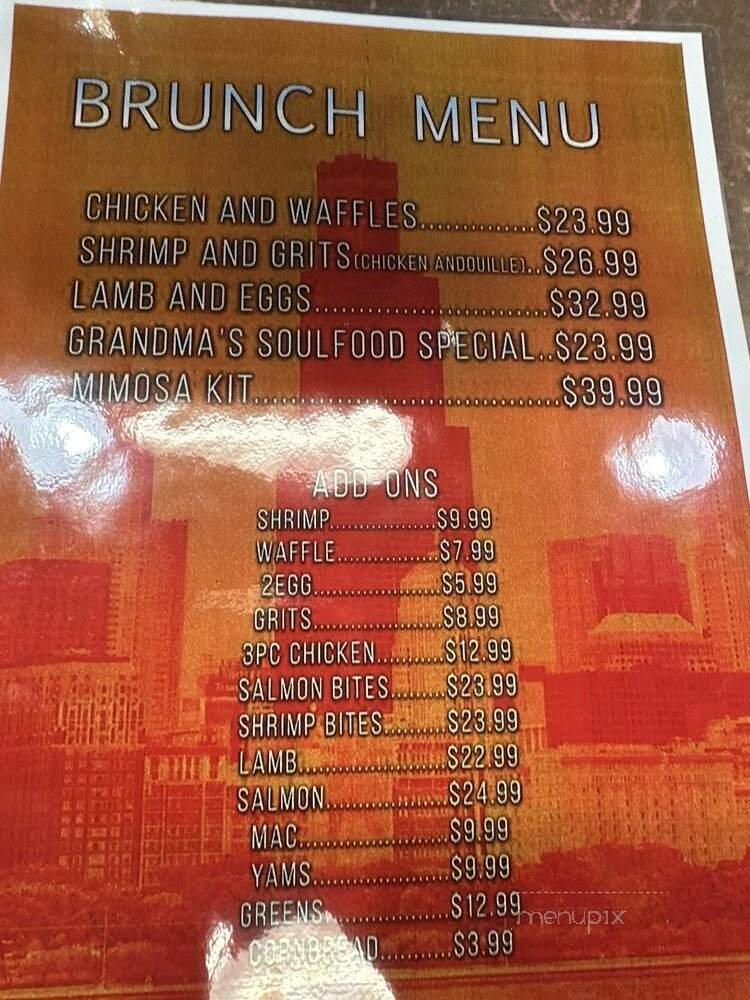 BRUNCH MENU
CHICKEN AND WAFFLES..............$23.99
SHRIMP AND GRITS(CHICKEN ANDOUILLE)..$26.99
LAMB AND EGGS............................$32.99
GRANDMA'S SOULFOOD SPECIAL..$23.99
MIMOSA KIT....................................$39.99
ADD-ONS
SHRIMP..................$9.99
WAFFLE.................$7.99
2EGG......................$5.99
GRITS......................$8.99
3PC CHICKEN...........$12.99
SALMON BITES........$23.99
SHRIMP BITES.........$23.99
LAMB........................$22.99
SALMON...................$24.99
MAC.........................$9.99
YAMS......................$9.99
GREENS....................$12.99
CORNBREAD............$3.99
menupix